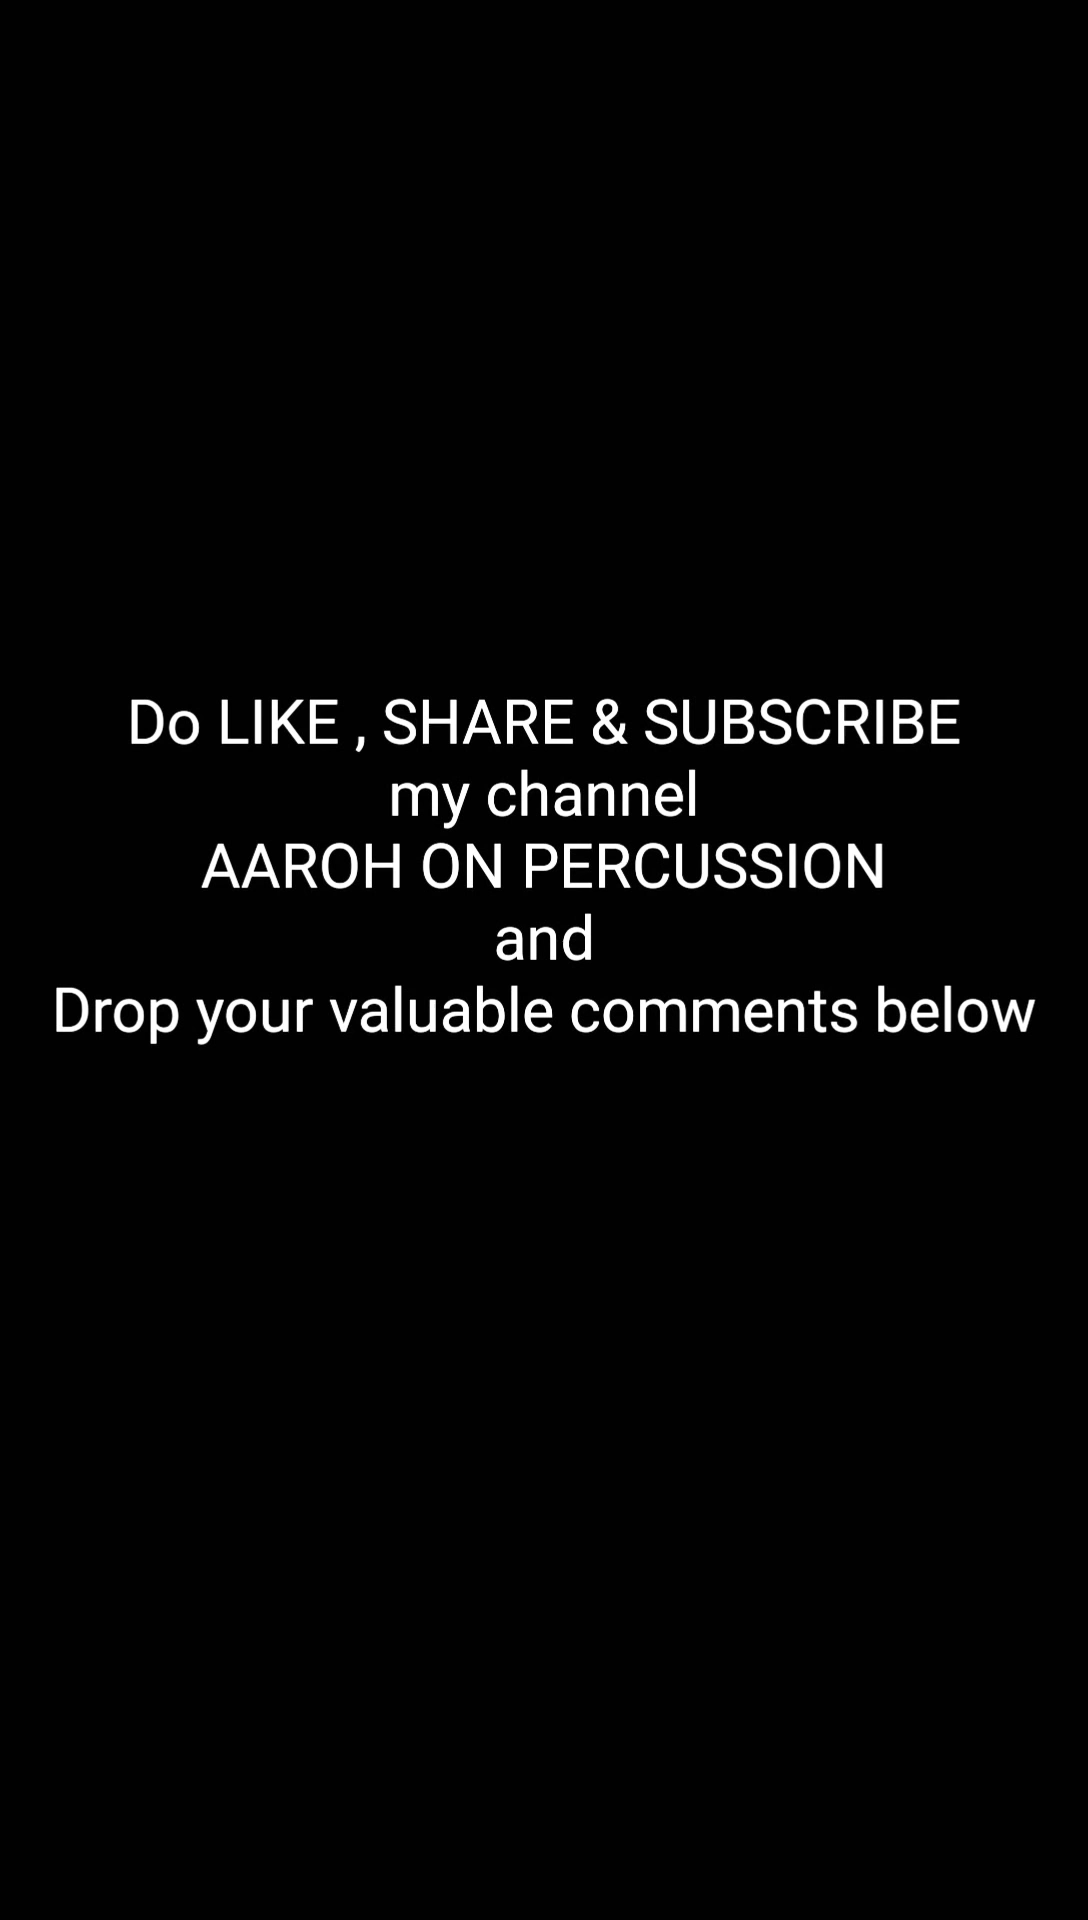 Do LIKE , SHARE & SUBSCRIBE
my channel
AAROH ON PERCUSSION
and
Drop your valuable comments below